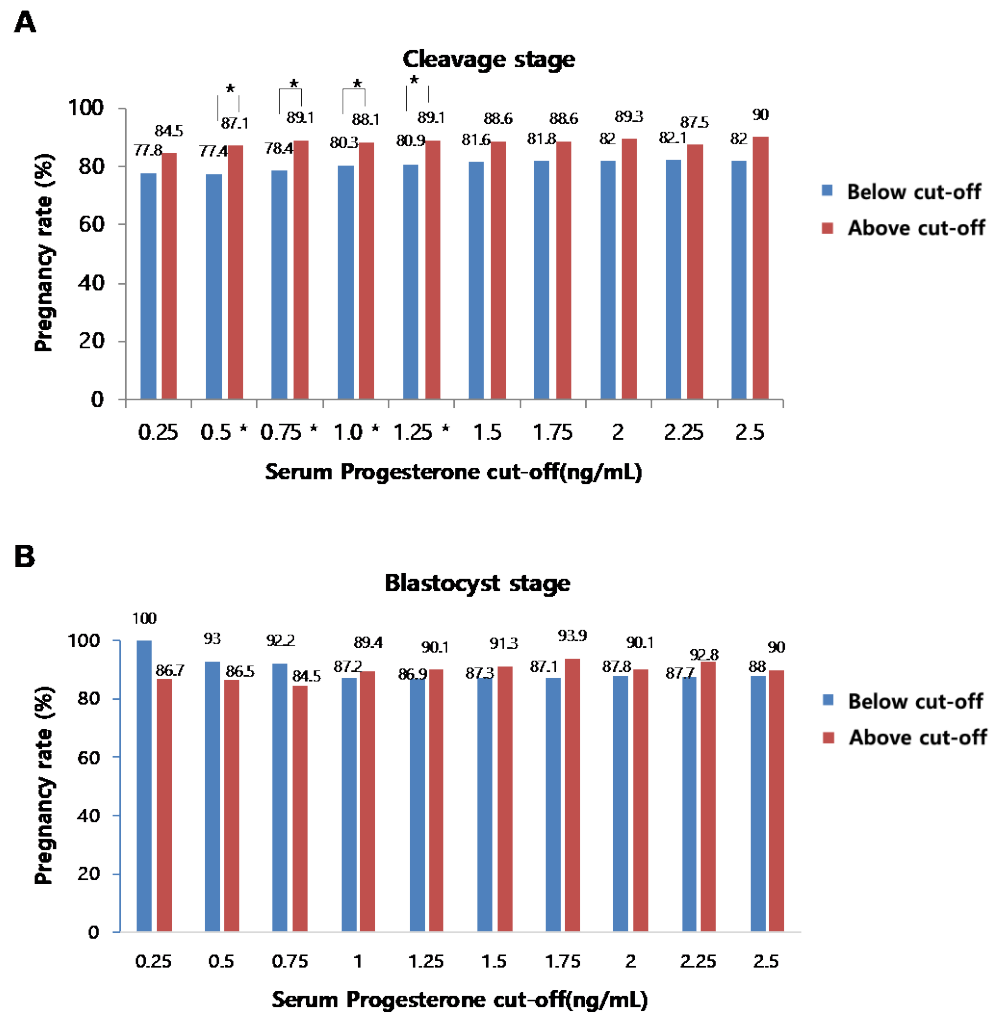 A
Cleavage stage
* * * *
84.5 87.1 89.1 88.1 89.1 88.6 88.6 89.3 87.5 90
77.8 77.4 78.4 80.3 80.9 81.6 81.8 82 82.1 82
100
80
60
40
20
0
Pregnancy rate (%)
0.25 0.5 * 0.75 * 1.0 * 1.25 * 1.5 1.75 2 2.25 2.5
Serum Progesterone cut-off(ng/mL)
Below cut-off
Above cut-off
B
Blastocyst stage
100 93 92.2 87.2 86.9 87.3 87.1 87.8 87.7 88
86.7 86.5 84.5 89.4 90.1 91.3 93.9 90.1 92.8 90
100
80
60
40
20
0
Pregnancy rate (%)
0.25 0.5 0.75 1 1.25 1.5 1.75 2 2.25 2.5
Serum Progesterone cut-off(ng/mL)
Below cut-off
Above cut-off